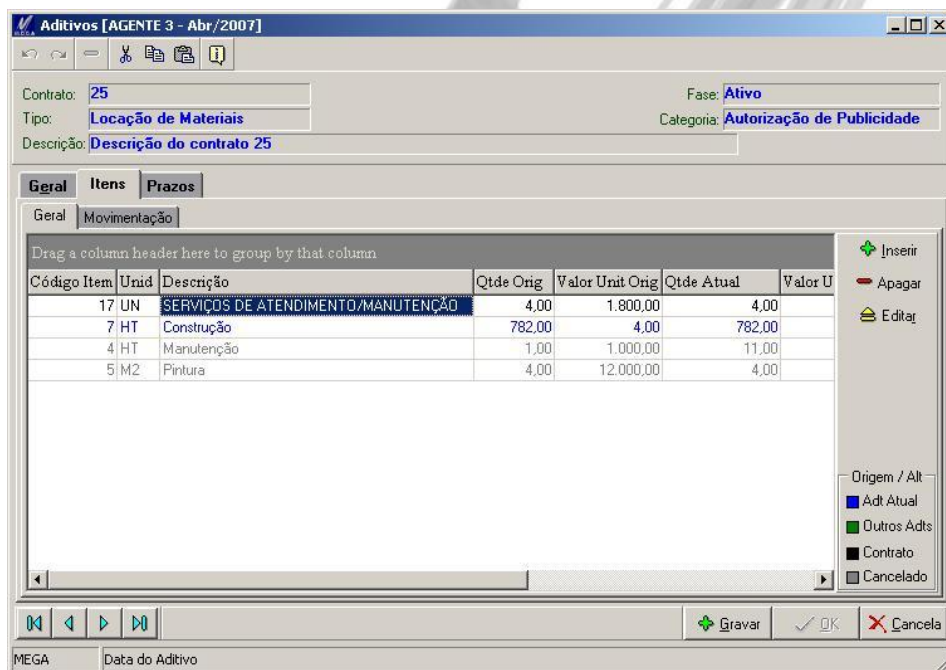 Aditivos [AGENTE 3 - Abr/2007]
Contrato: 25 Fase: Ativo
Tipo: Locação de Materiais Categoria: Autorização de Publicidade
Descrição: Descrição do contrato 25
Geral Itens Prazos
Geral Movimentação
Drag a column header here to group by that column
Código Item Unid Descrição Qtde Orig Valor Unit Orig Qtde Atual Valor U
17 UN SERVIÇOS DE ATENDIMENTO/MANUTENÇÃO 4,00 1.800,00 4,00
7 HT Construção 782,00 4,00 782,00
4 HT Manutenção 1,00 1.000,00 11,00
5 M2 Pintura 4,00 12.000,00 4,00
Inserir
Apagar
Editar
Origem / Alt
Adt Atual
Outros Adts
Contrato
Cancelado
Gravar OK Cancela
MEGA Data do Aditivo